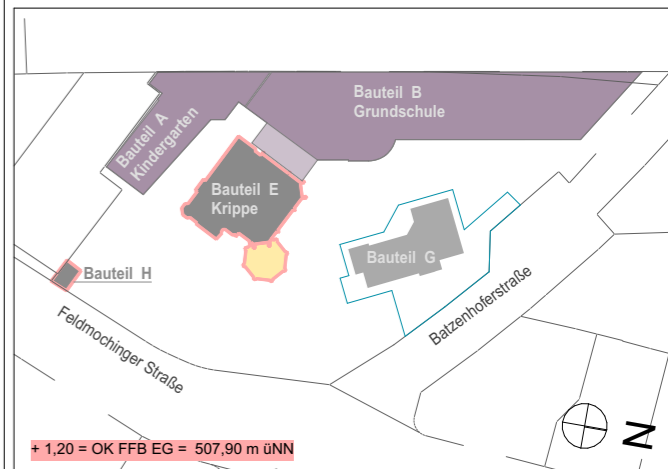 Bauteil B
Grundschule
Bauteil A
Kindergarten
Bauteil E
Krippe
Bauteil G
Bauteil H
Feldmochinger Straße
Batzenhoferstraße
+ 1,20 = OK FFB EG = 507,90 m üNN
N